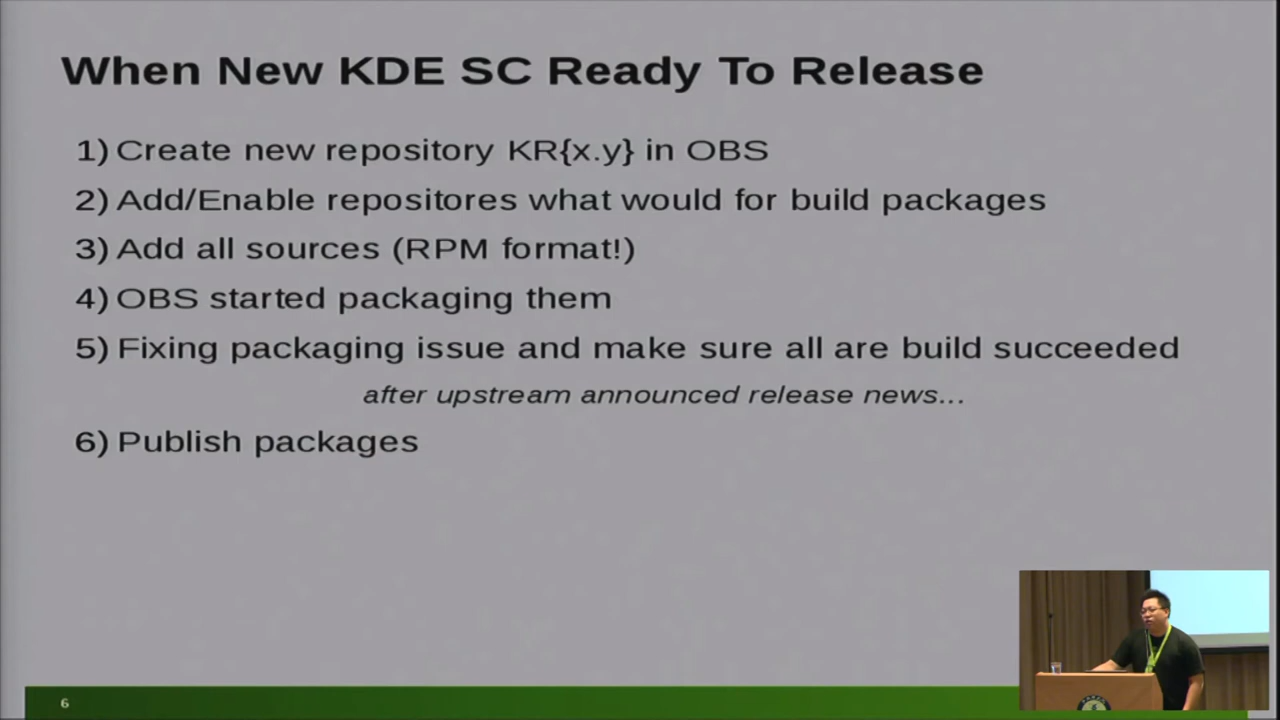 When New KDE SC Ready To Release
1) Create new repository KR{x.y} in OBS
2) Add/Enable repositores what would for build packages
3) Add all sources (RPM format!)
4) OBS started packaging them
5) Fixing packaging issue and make sure all are build succeeded
after upstream announced release news...
6) Publish packages
6